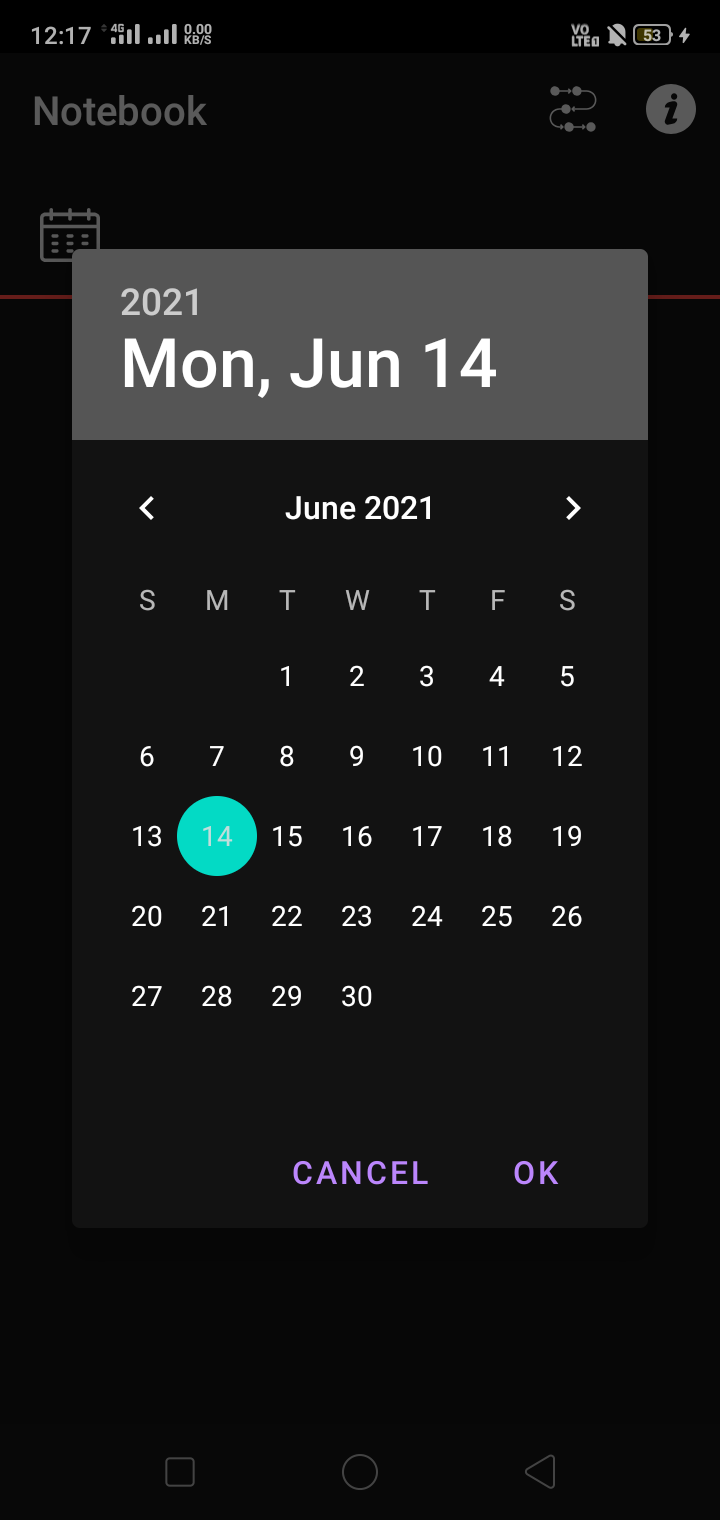 12:17 4G 0.00 KB/S VO LTE1 53
Notebook
2021
Mon, Jun 14
June 2021
S M T W T F S
1 2 3 4 5
6 7 8 9 10 11 12
13 14 15 16 17 18 19
20 21 22 23 24 25 26
27 28 29 30
CANCEL OK